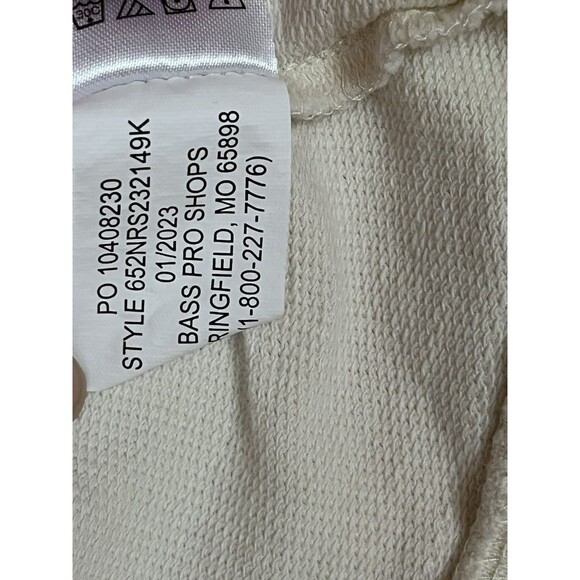 PO 10408230
STYLE 652NRS232149K
01/2023
BASS PRO SHOPS
RINGFIELD, MO 65898
1-800-227-7776)